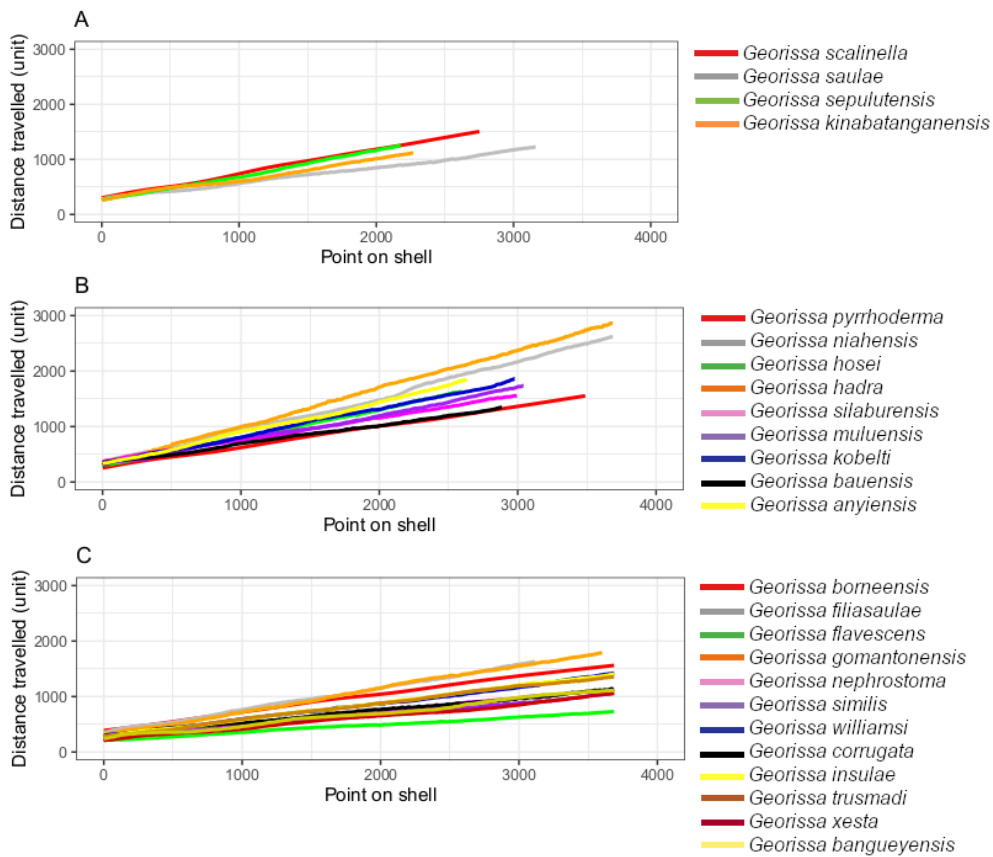 A
Distance travelled (unit)
3000
2000
1000
0
0 1000 2000 3000 4000
Point on shell
Georissa scalinella
Georissa saulae
Georissa sepulutensis
Georissa kinabatanganensis
B
Distance travelled (unit)
3000
2000
1000
0
0 1000 2000 3000 4000
Point on shell
Georissa pyrrhoderma
Georissa niahensis
Georissa hosei
Georissa hadra
Georissa silaburensis
Georissa muluensis
Georissa kobelti
Georissa bauensis
Georissa anyiensis
C
Distance travelled (unit)
3000
2000
1000
0
0 1000 2000 3000 4000
Point on shell
Georissa borneensis
Georissa filiasaulae
Georissa flavescens
Georissa gomantonensis
Georissa nephrostoma
Georissa similis
Georissa williamsi
Georissa corrugata
Georissa insulae
Georissa trusmadi
Georissa xesta
Georissa bangueyensis